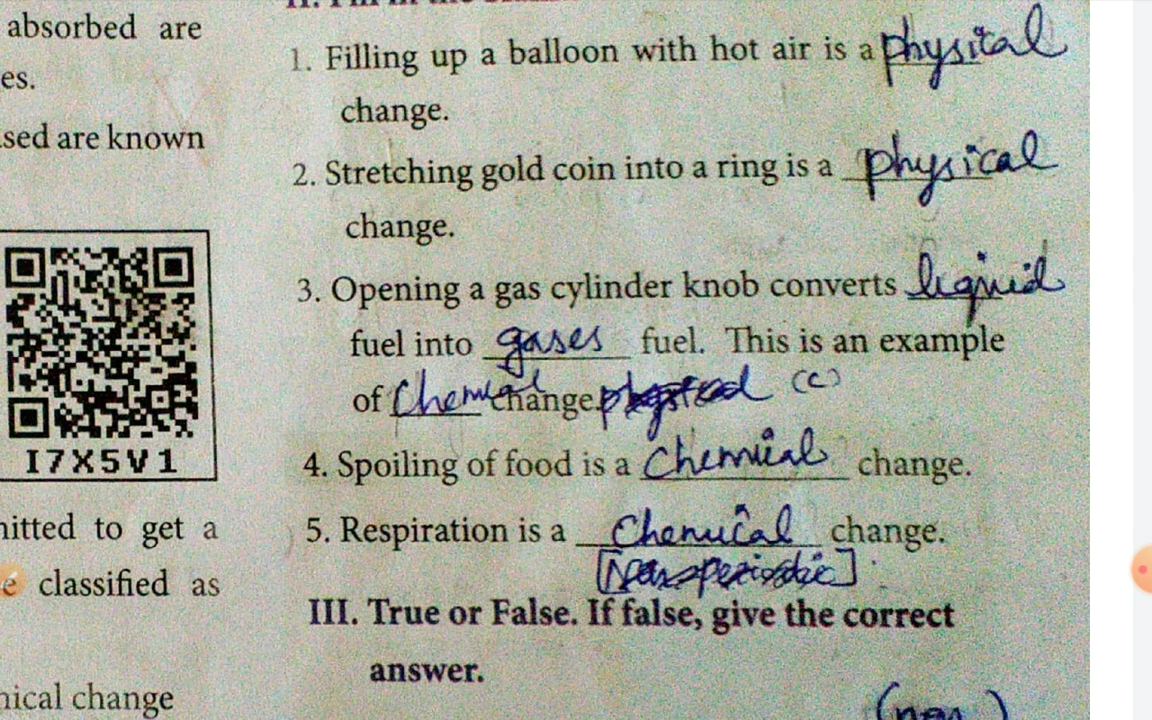 absorbed are
es.
sed are known
I7X5V1
nitted to get a
e classified as
nical change
1. Filling up a balloon with hot air is a physical
change.
2. Stretching gold coin into a ring is a physical
change.
3. Opening a gas cylinder knob converts liquid
fuel into gases fuel. This is an example
of Chemical change. physical (c)
4. Spoiling of food is a Chemical change.
5. Respiration is a Chemical change.
III. True or False. If false, give the correct
answer.